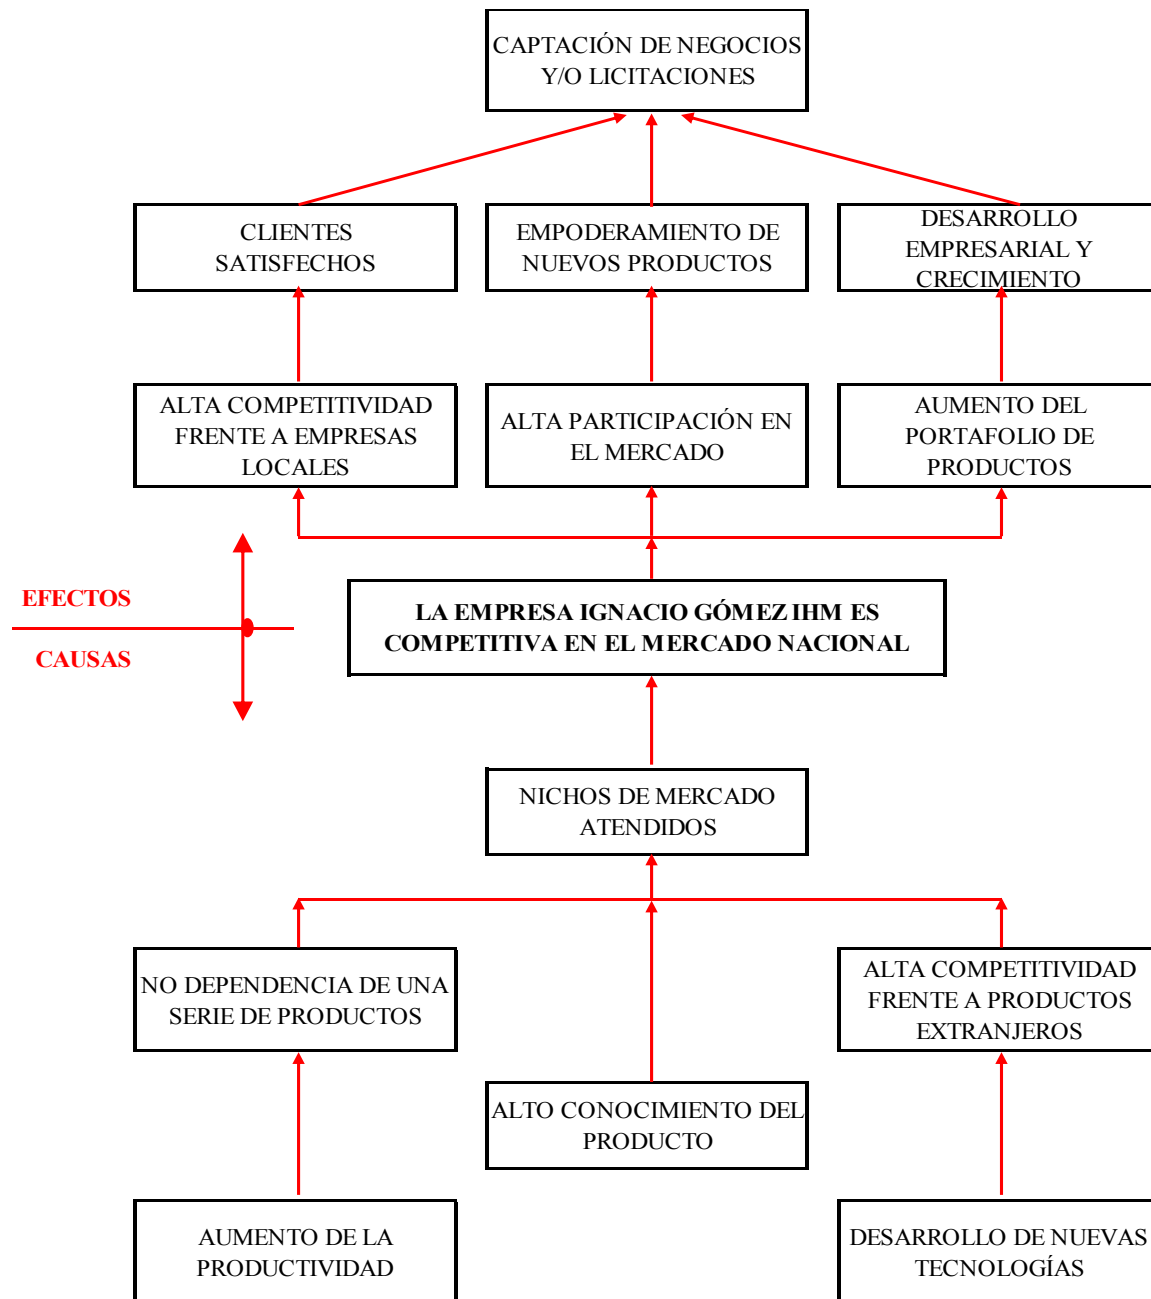 CAPTACIÓN DE NEGOCIOS
Y/O LICITACIONES
CLIENTES
SATISFECHOS
EMPODERAMIENTO DE
NUEVOS PRODUCTOS
DESARROLLO
EMPRESARIAL Y
CRECIMIENTO
ALTA COMPETITIVIDAD
FRENTE A EMPRESAS
LOCALES
ALTA PARTICIPACIÓN EN
EL MERCADO
AUMENTO DEL
PORTAFOLIO DE
PRODUCTOS
EFECTOS
CAUSAS
LA EMPRESA IGNACIO GÓMEZ IHM ES
COMPETITIVA EN EL MERCADO NACIONAL
NICHOS DE MERCADO
ATENDIDOS
NO DEPENDENCIA DE UNA
SERIE DE PRODUCTOS
ALTA COMPETITIVIDAD
FRENTE A PRODUCTOS
EXTRANJEROS
ALTO CONOCIMIENTO DEL
PRODUCTO
AUMENTO DE LA
PRODUCTIVIDAD
DESARROLLO DE NUEVAS
TECNOLOGÍAS